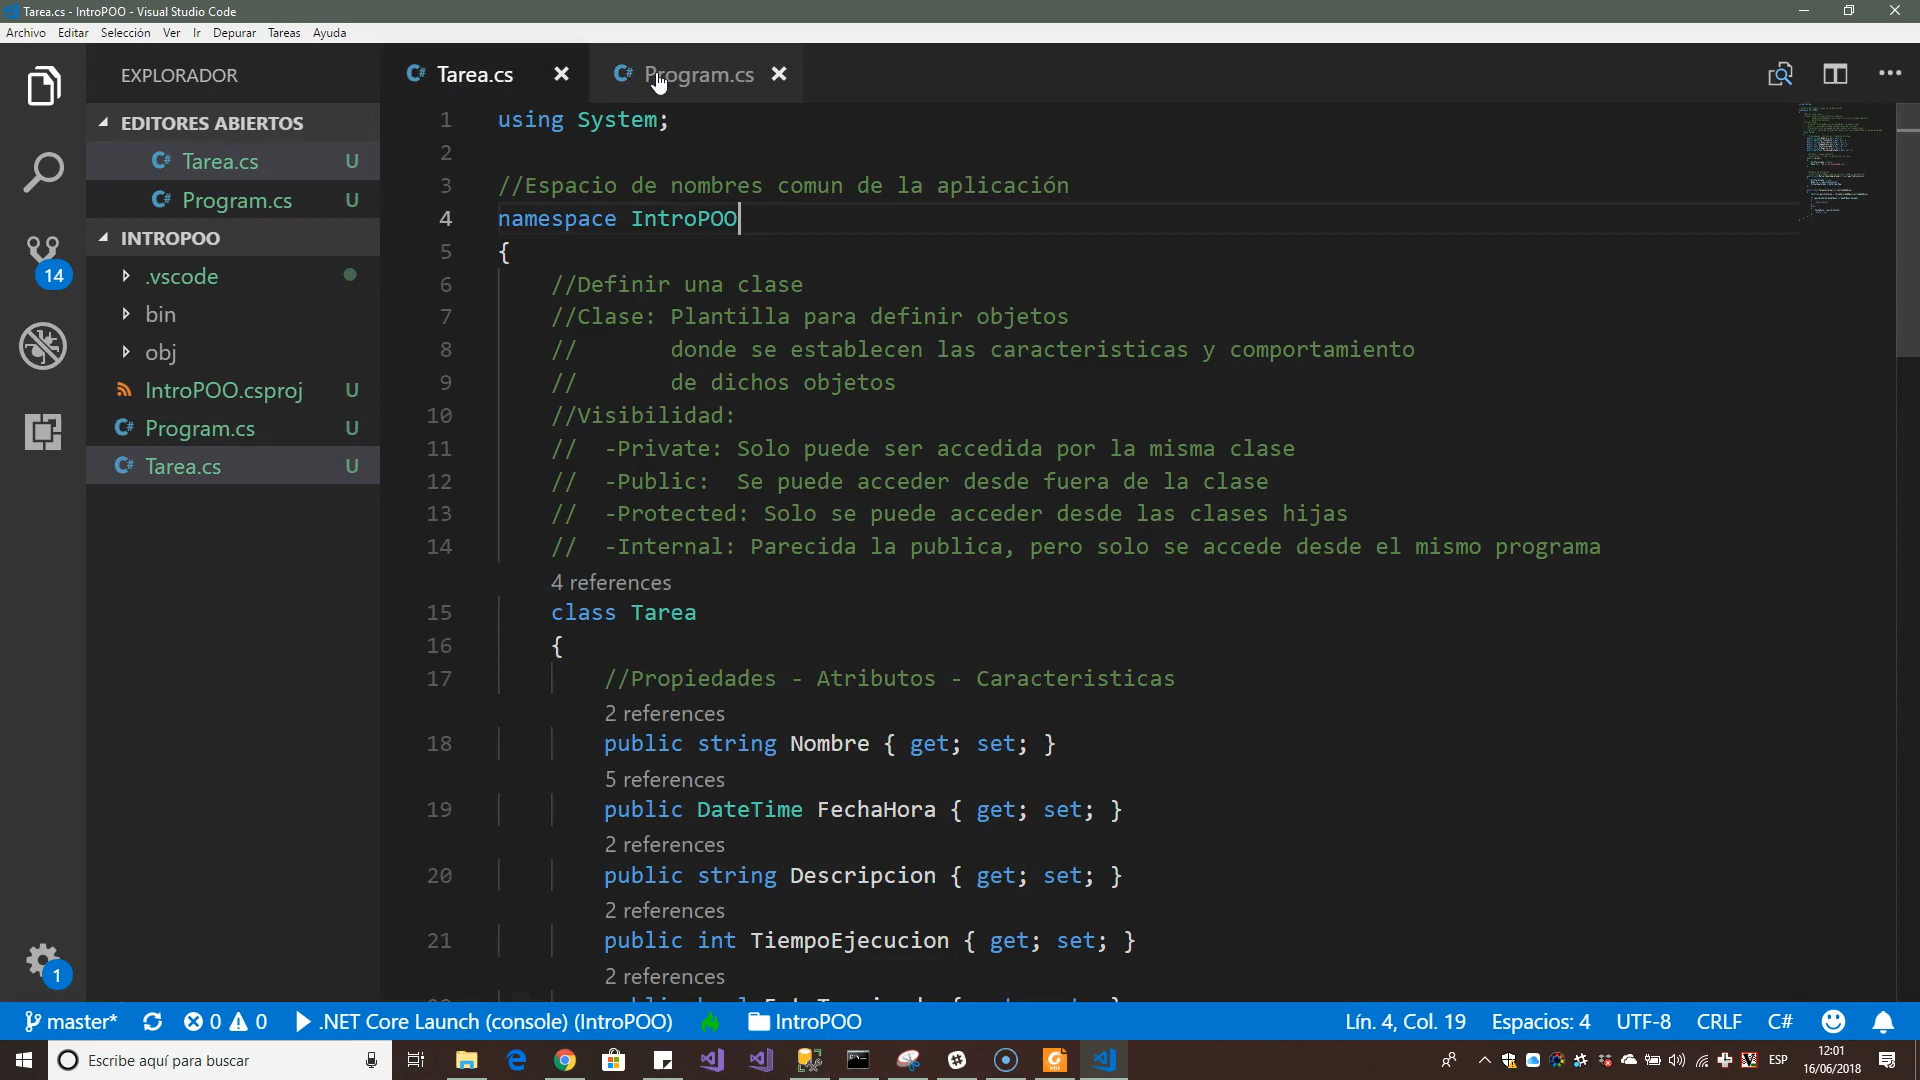 Tarea.cs - IntroPOO - Visual Studio Code
Archivo Editar Selección Ver Ir Depurar Tareas Ayuda
EXPLORADOR
EDITORES ABIERTOS
Tarea.cs U
Program.cs U
INTROPOO
.vscode
bin
obj
IntroPOO.csproj U
Program.cs U
Tarea.cs U
14
1
Tarea.cs Program.cs
1 using System;
2
3 //Espacio de nombres comun de la aplicación
4 namespace IntroPOO
5 {
6 //Definir una clase
7 //Clase: Plantilla para definir objetos
8 // donde se establecen las caracteristicas y comportamiento
9 // de dichos objetos
10 //Visibilidad:
11 // -Private: Solo puede ser accedida por la misma clase
12 // -Public: Se puede acceder desde fuera de la clase
13 // -Protected: Solo se puede acceder desde las clases hijas
14 // -Internal: Parecida la publica, pero solo se accede desde el mismo programa
4 references
15 class Tarea
16 {
17 //Propiedades - Atributos - Caracteristicas
2 references
18 public string Nombre { get; set; }
5 references
19 public DateTime FechaHora { get; set; }
2 references
20 public string Descripcion { get; set; }
2 references
21 public int TiempoEjecucion { get; set; }
2 references
master* 0 0 .NET Core Launch (console) (IntroPOO) IntroPOO Lín. 4, Col. 19 Espacios: 4 UTF-8 CRLF C#
Escribe aquí para buscar ESP 12:01
16/06/2018